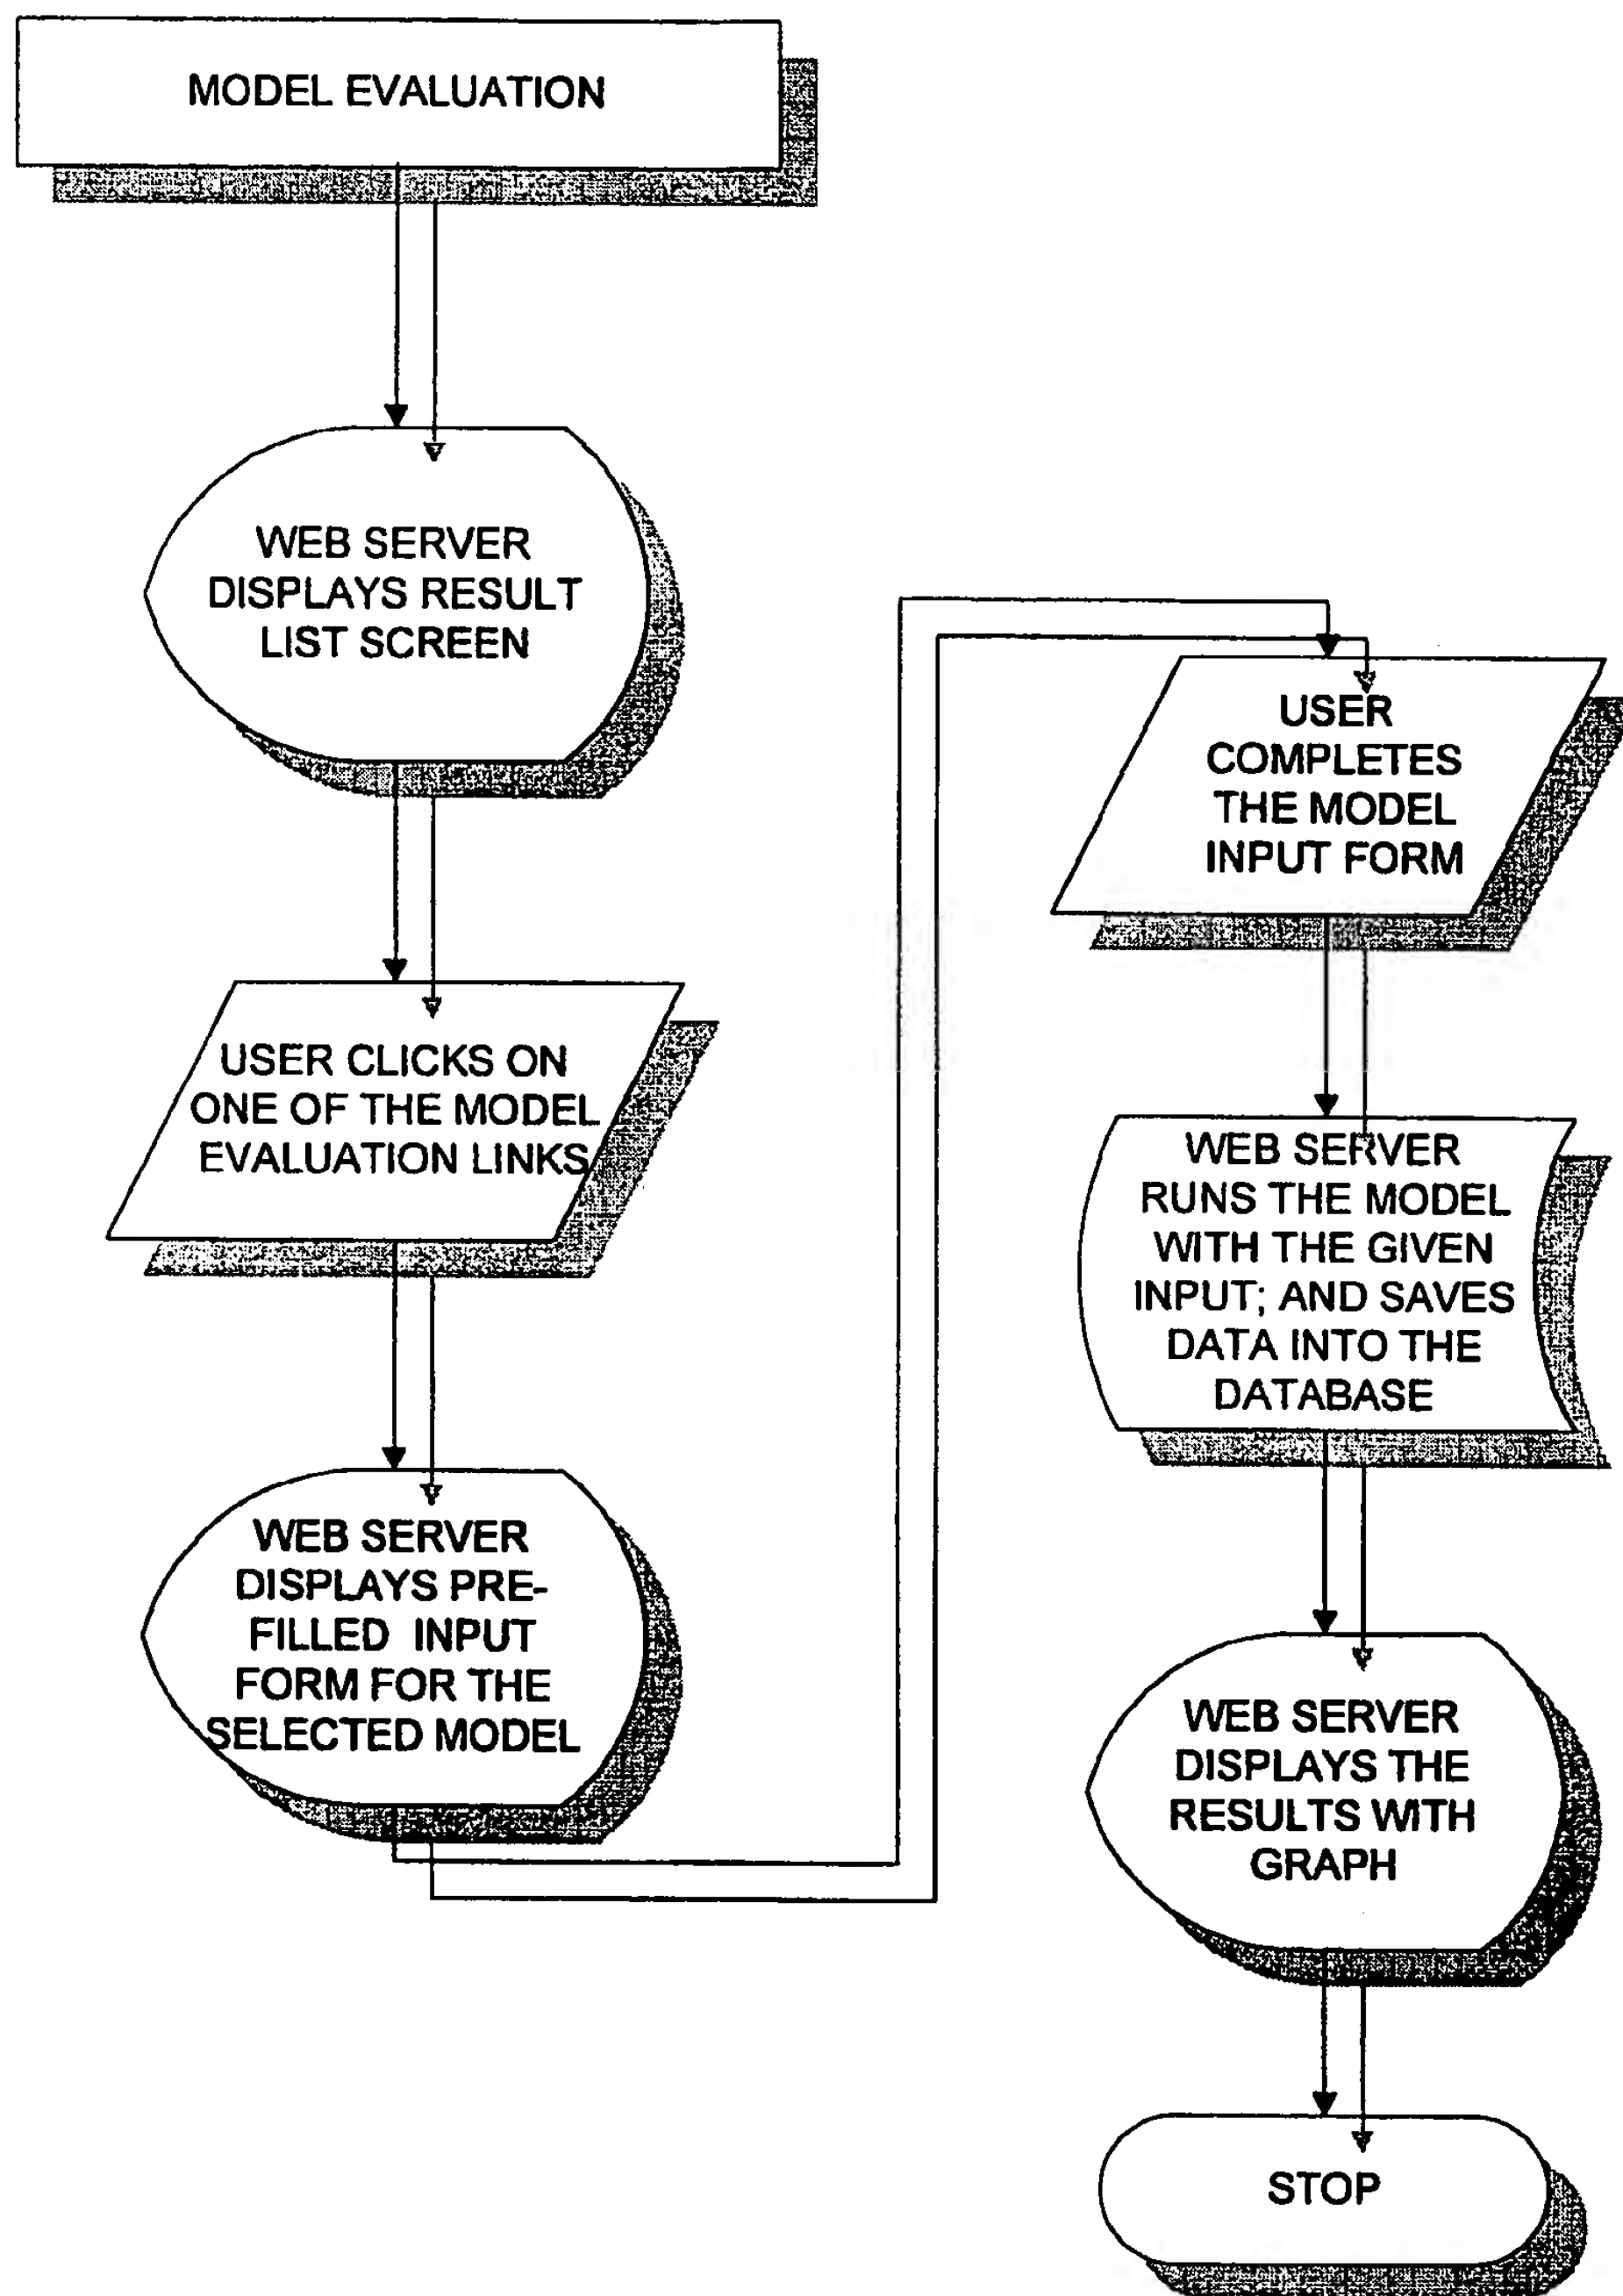 MODEL EVALUATION
WEB SERVER
DISPLAYS RESULT
LIST SCREEN
USER CLICKS ON
ONE OF THE MODEL
EVALUATION LINKS
WEB SERVER
DISPLAYS PRE-
FILLED INPUT
FORM FOR THE
SELECTED MODEL
USER
COMPLETES
THE MODEL
INPUT FORM
WEB SERVER
RUNS THE MODEL
WITH THE GIVEN
INPUT; AND SAVES
DATA INTO THE
DATABASE
WEB SERVER
DISPLAYS THE
RESULTS WITH
GRAPH
STOP